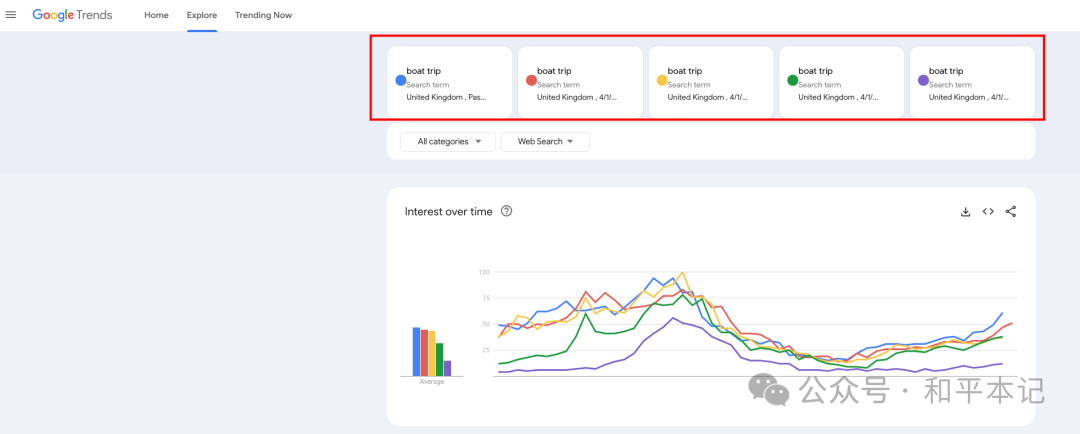 Google Trends Home Explore Trending Now
boat trip boat trip boat trip boat trip boat trip
Search term Search term Search term Search term Search term
United Kingdom , Pas... United Kingdom , 4/1/... United Kingdom , 4/1/... United Kingdom , 4/1/... United Kingdom , 4/1/...
All categories Web Search
Interest over time
100
75
50
25
Average
公众号 · 和平本记